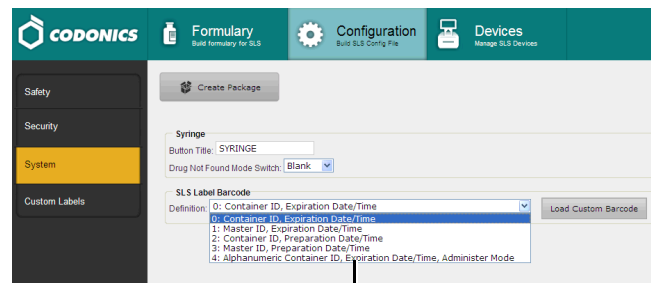 CODONICS
Formulary
Build formulary for SLS
Configuration
Build SLS Config File
Devices
Manage SLS Devices
Safety
Security
System
Custom Labels
Create Package
Syringe
Button Title: SYRINGE
Drug Not Found Mode Switch: Blank
SLS Label Barcode
Definition: 0: Container ID, Expiration Date/Time
Load Custom Barcode
0: Container ID, Expiration Date/Time
1: Master ID, Expiration Date/Time
2: Container ID, Preparation Date/Time
3: Master ID, Preparation Date/Time
4: Alphanumeric Container ID, Expiration Date/Time, Administer Mode